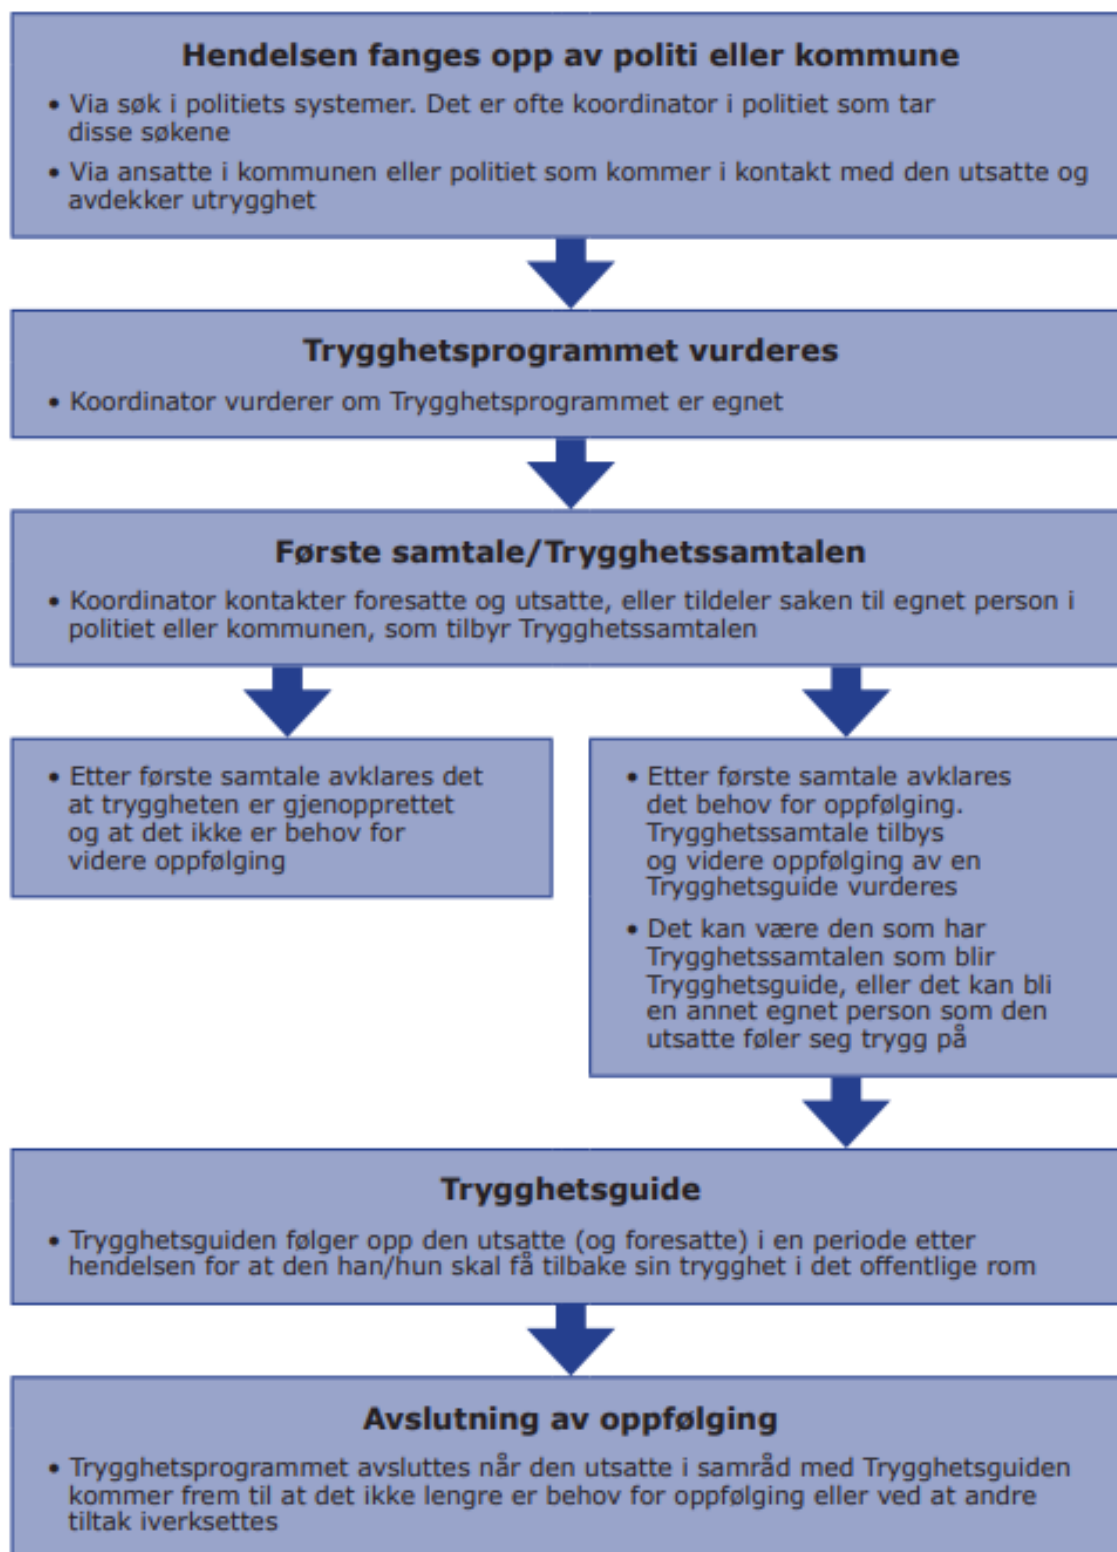 Hendelsen fanges opp av politi eller kommune
• Via søk i politiets systemer. Det er ofte koordinator i politiet som tar
disse søkene
• Via ansatte i kommunen eller politiet som kommer i kontakt med den utsatte og
avdekker utrygghet
Trygghetsprogrammet vurderes
• Koordinator vurderer om Trygghetsprogrammet er egnet
Første samtale/Trygghetssamtalen
• Koordinator kontakter foresatte og utsatte, eller tildeler saken til egnet person i
politiet eller kommunen, som tilbyr Trygghetssamtalen
• Etter første samtale avklares det
at tryggheten er gjenopprettet
og at det ikke er behov for
videre oppfølging
• Etter første samtale avklares
det behov for oppfølging.
Trygghetssamtale tilbys
og videre oppfølging av en
Trygghetsguide vurderes
• Det kan være den som har
Trygghetssamtalen som blir
Trygghetsguide, eller det kan bli
en annet egnet person som den
utsatte føler seg trygg på
Trygghetsguide
• Trygghetsguiden følger opp den utsatte (og foresatte) i en periode etter
hendelsen for at den han/hun skal få tilbake sin trygghet i det offentlige rom
Avslutning av oppfølging
• Trygghetsprogrammet avsluttes når den utsatte i samråd med Trygghetsguiden
kommer frem til at det ikke lengre er behov for oppfølging eller ved at andre
tiltak iverksettes